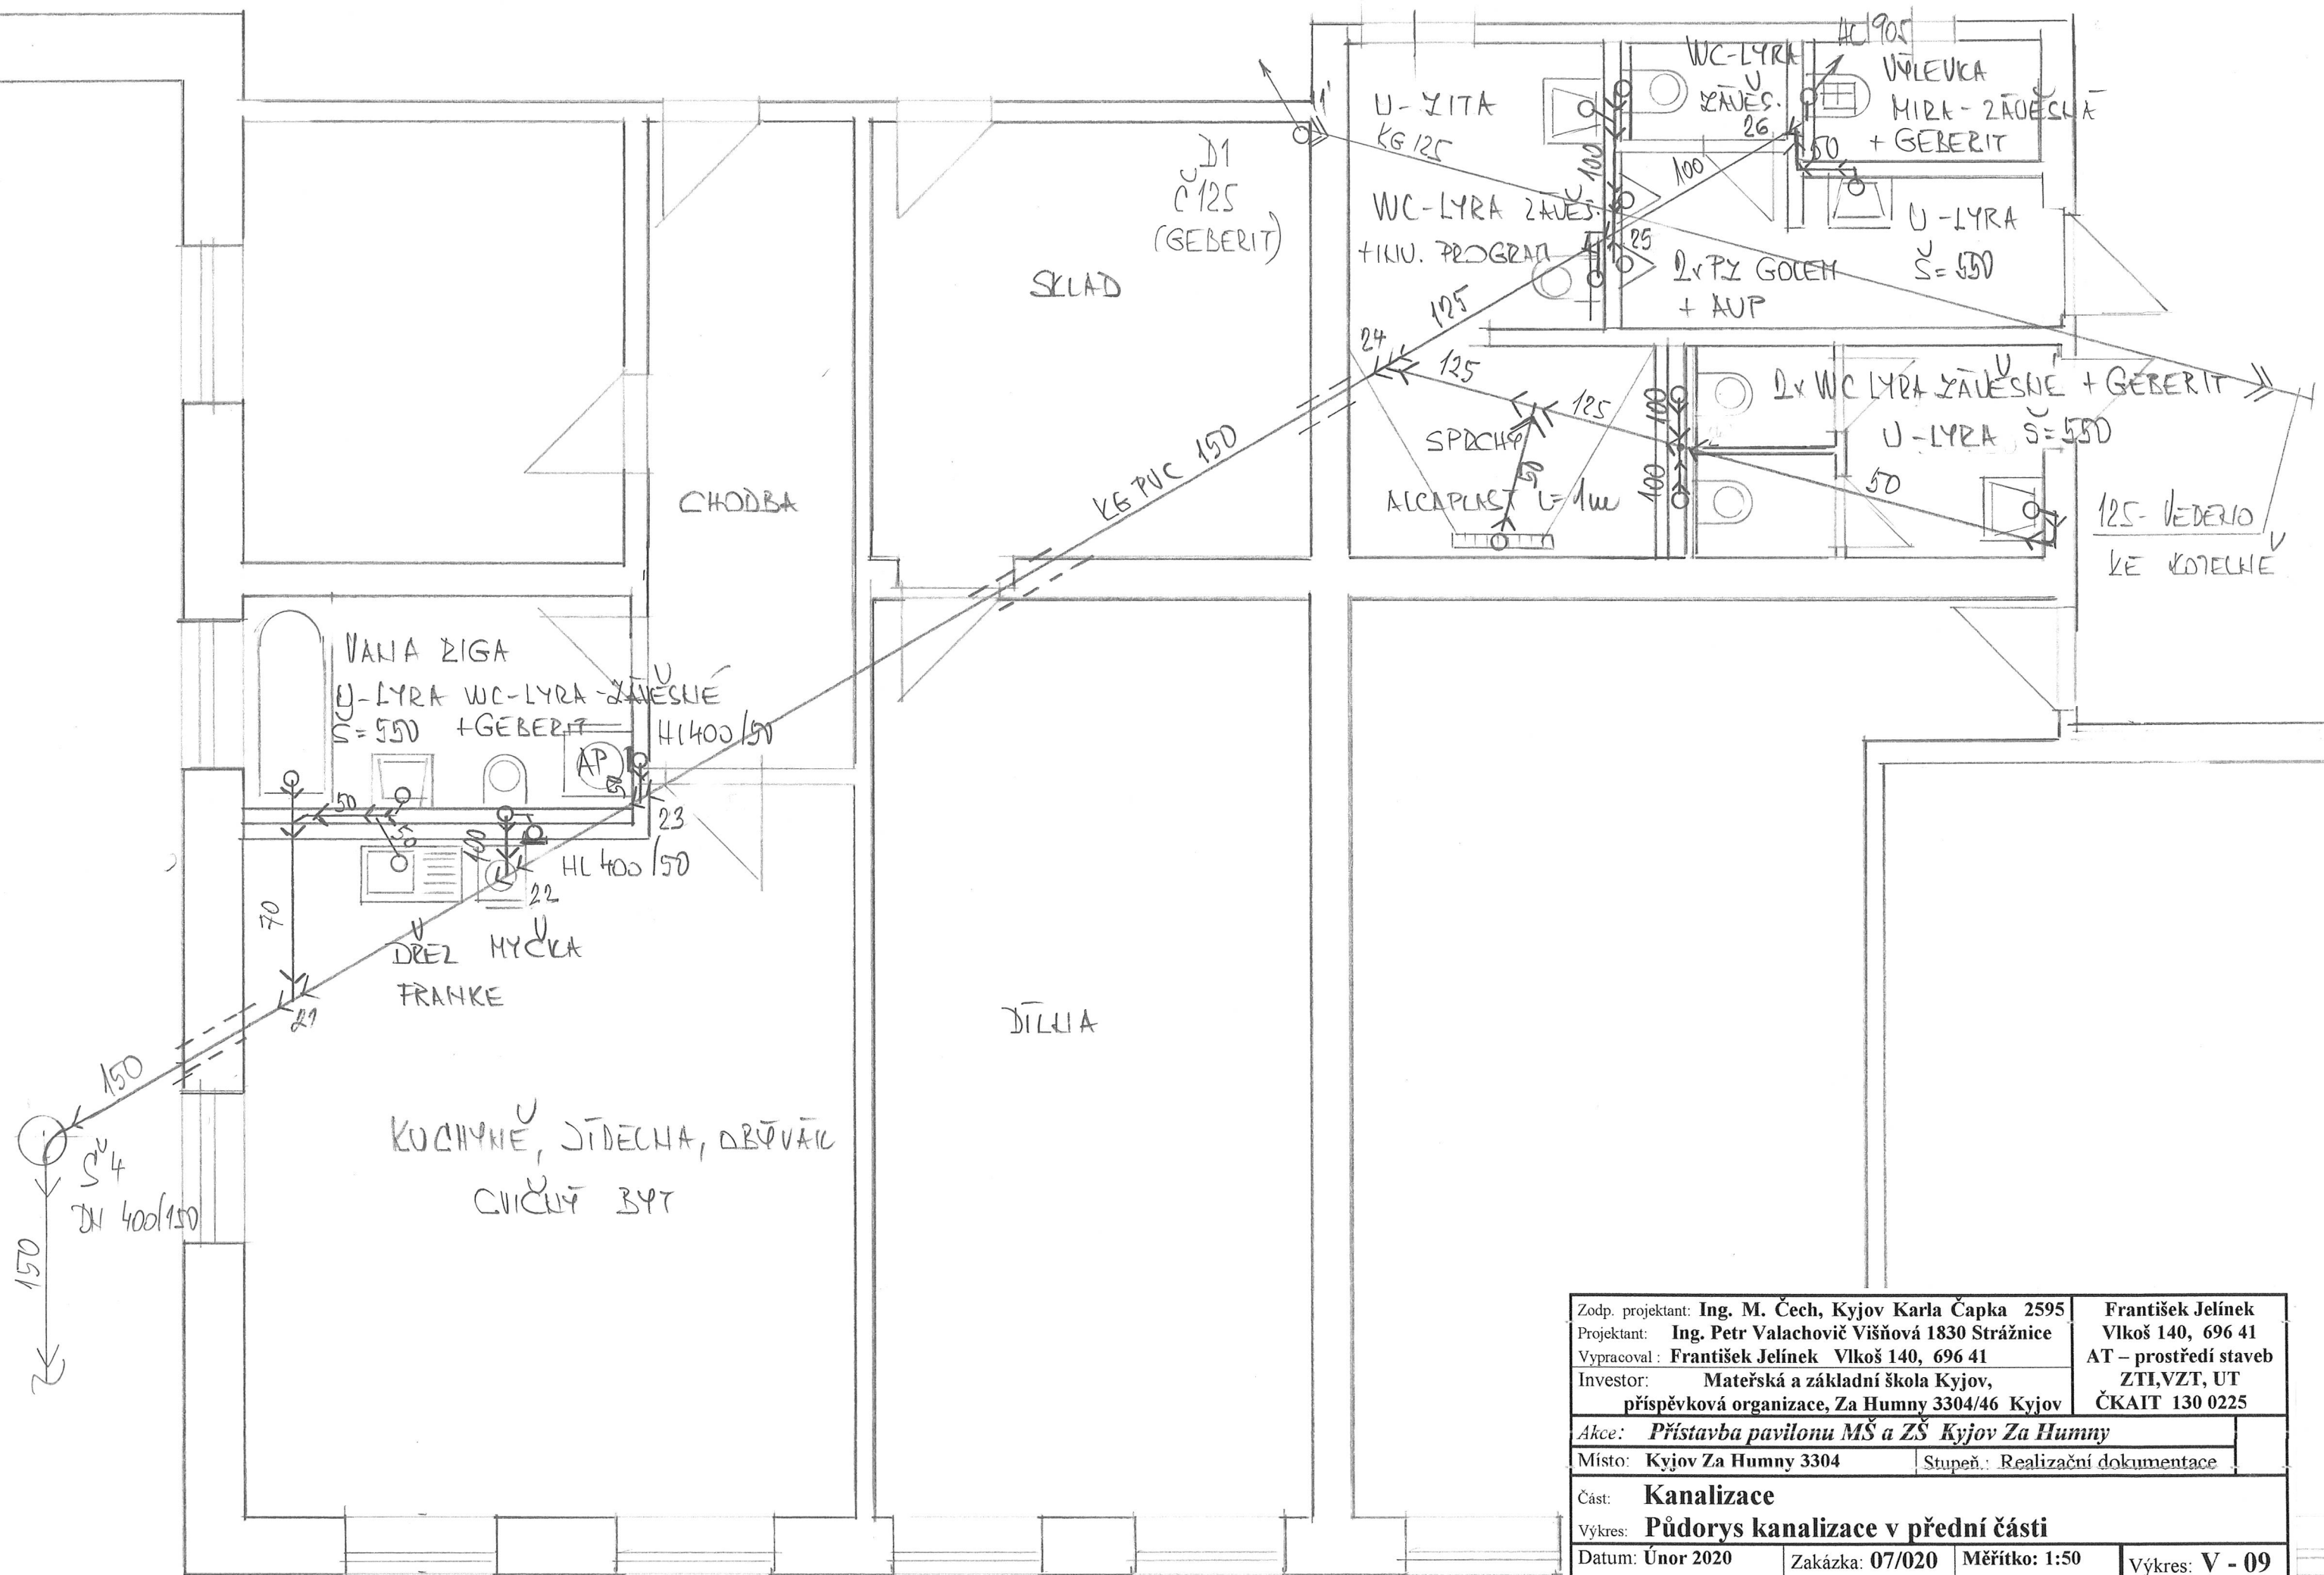 HL 905
WC-LYRA
ZÁVĚS.
26
VÝLEVKA
MIRA - ZÁVĚSNÁ
+ GEBERIT
50
U - ZITA
KG 125
1'
D1
Č 125
(GEBERIT)
100
100
WC-LYRA ZÁVĚS.
25
U - LYRA
Š = 550
2x PZ GOLEM
+ AUP
SKLAD
125
24
125
125
100
100
2x WC LYRA ZÁVĚSNÉ + GEBERIT
U - LYRA Š = 550
SPRCHY
50
ALCAPLAST L = 1m
50
KG PVC 150
CHODBA
125 - VEDENO
KE KOTELNĚ
VANA RIGA
U-LYRA WC-LYRA - ZÁVĚSNÉ
Š = 550 + GEBERIT
HL400/50
AP
50
50
50
23
100
HL 400/50
22
70
DŘEZ MYČKA
FRANKE
21
DÍLNA
150
Š 4
DN 400/150
150
KUCHYNĚ, JÍDELNA, OBÝVÁK
CVIČNÝ BYT
Zodp. projektant: Ing. M. Čech, Kyjov Karla Čapka 2595
Projektant: Ing. Petr Valachovič Višňová 1830 Strážnice
Vypracoval : František Jelínek Vlkoš 140, 696 41
František Jelínek
Vlkoš 140, 696 41
AT – prostředí staveb
ZTI,VZT, UT
ČKAIT 130 0225
Investor: Mateřská a základní škola Kyjov,
příspěvková organizace, Za Humny 3304/46 Kyjov
Akce: Přístavba pavilonu MŠ a ZŠ Kyjov Za Humny
Místo: Kyjov Za Humny 3304
Stupeň.: Realizační dokumentace
Část: Kanalizace
Výkres: Půdorys kanalizace v přední části
Datum: Únor 2020
Zakázka: 07/020
Měřítko: 1:50
Výkres: V - 09